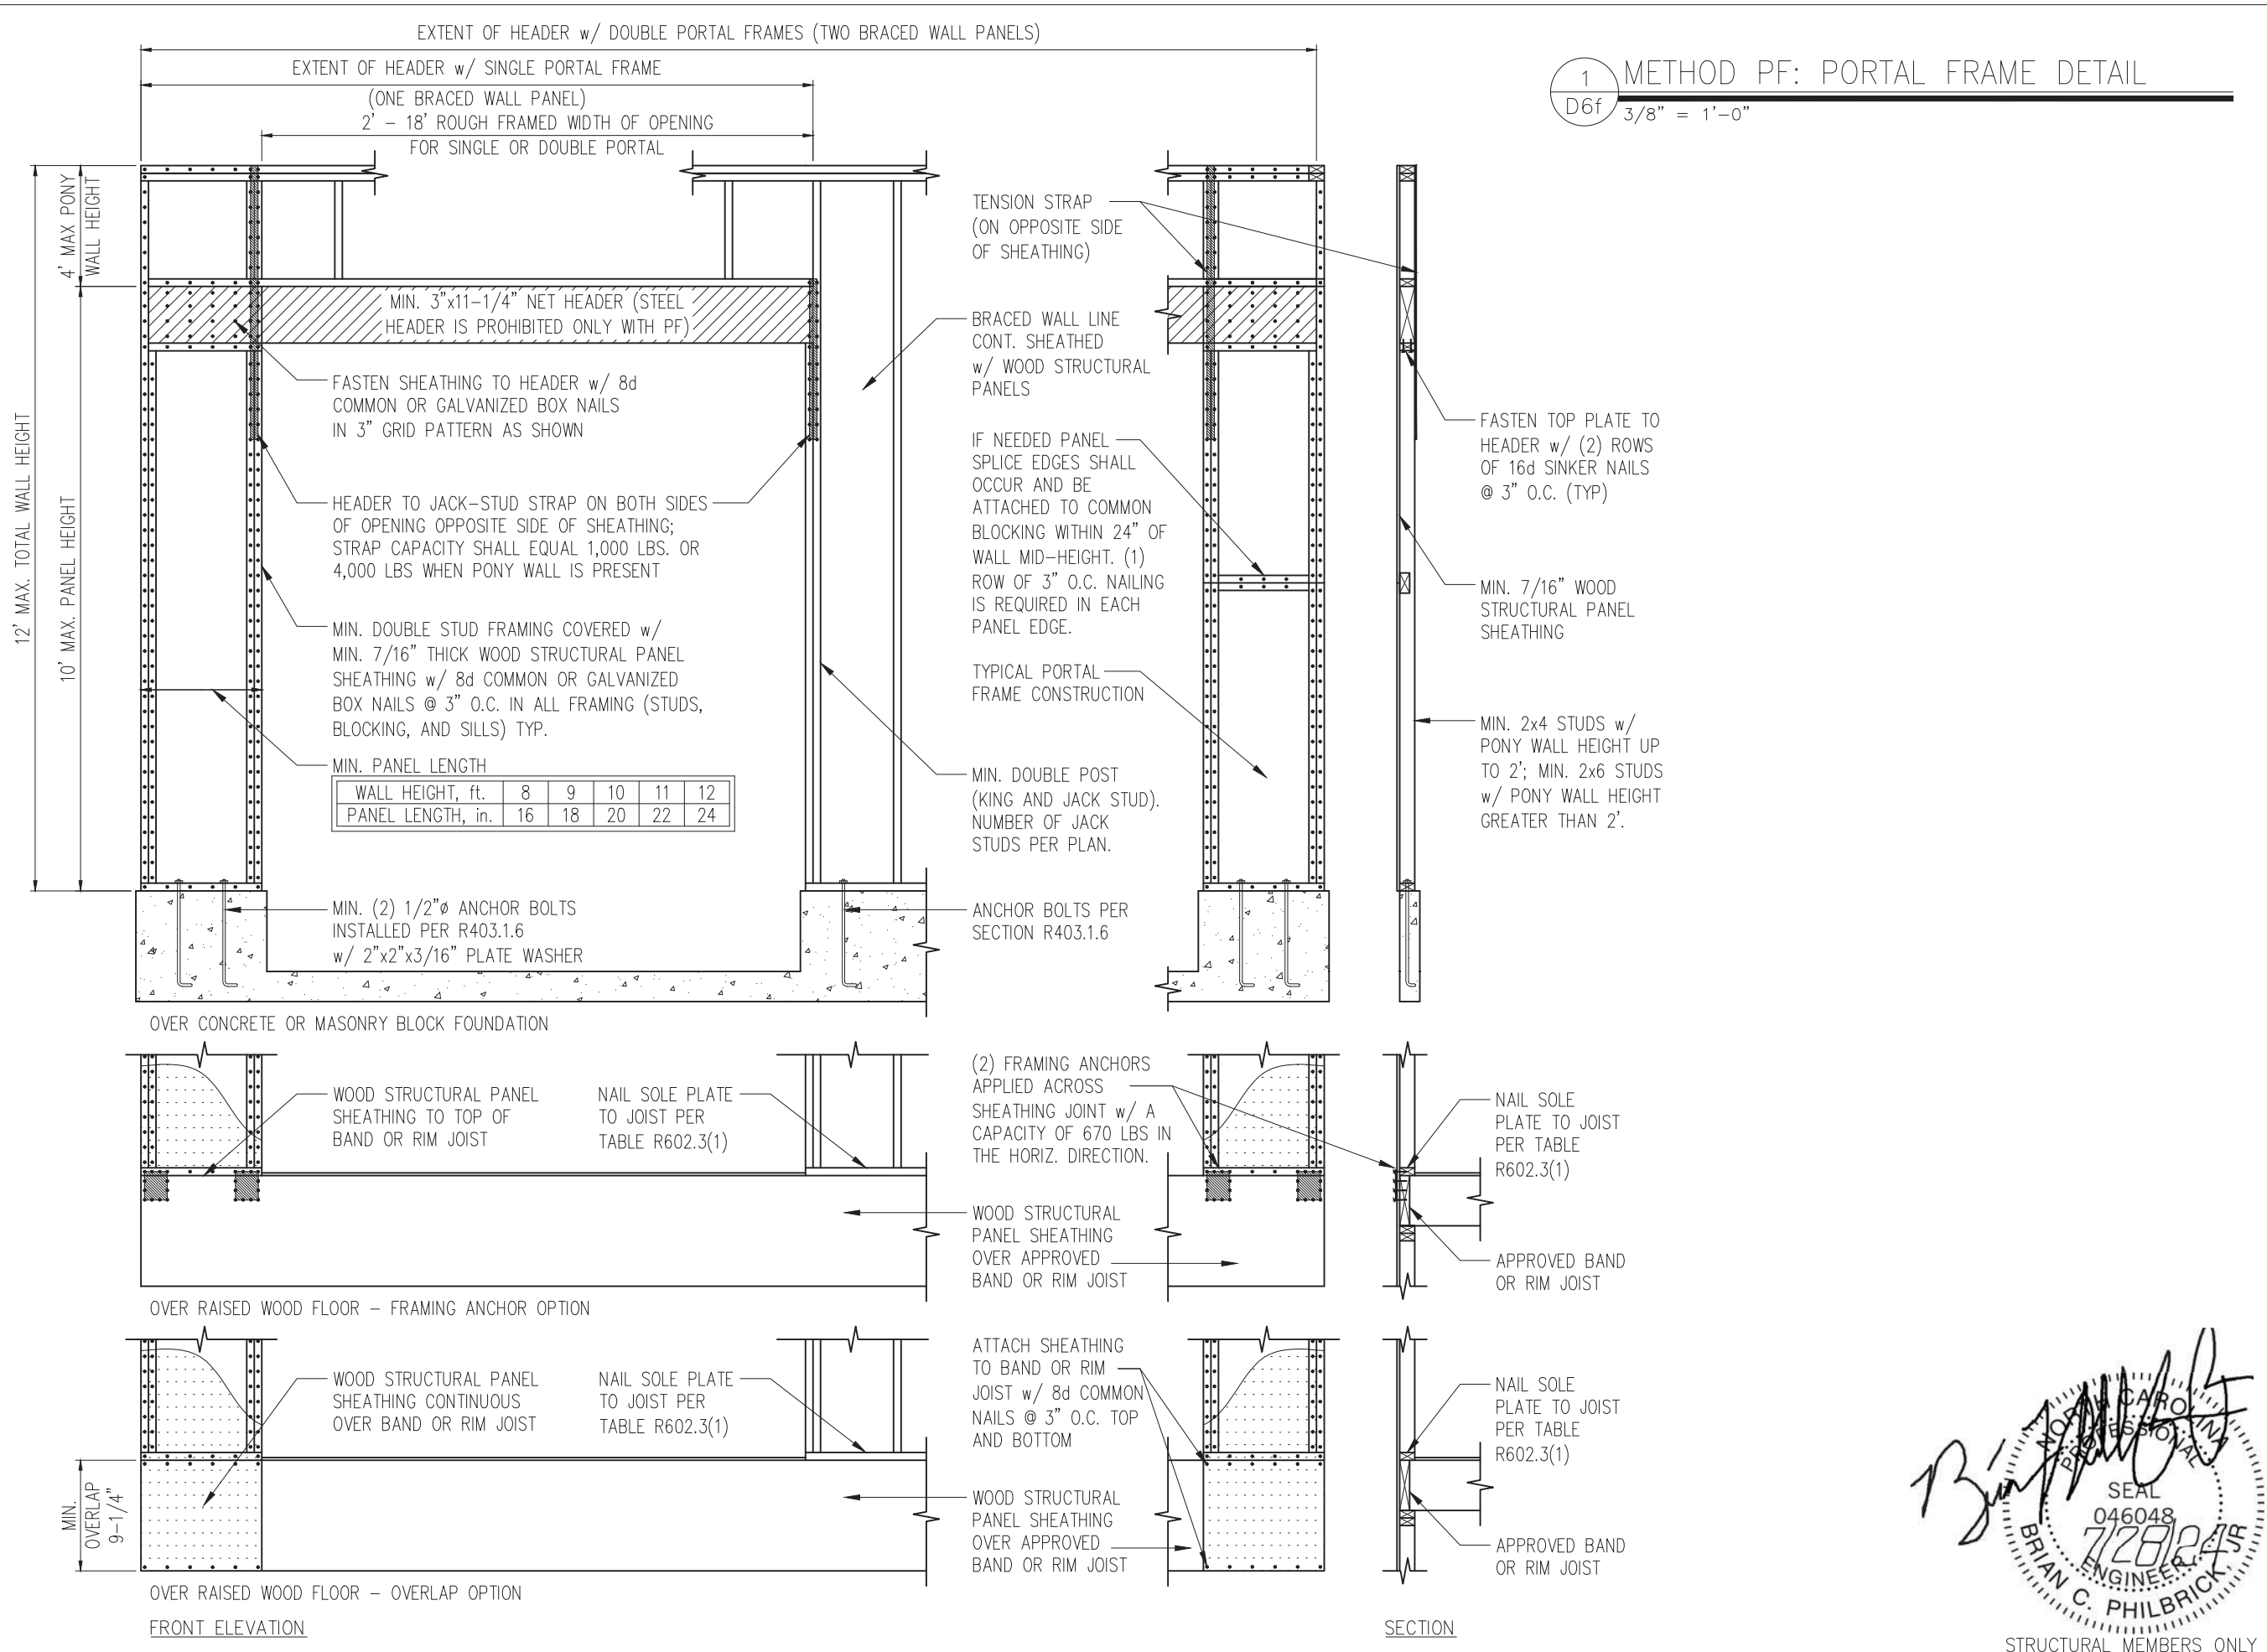 EXTENT OF HEADER w/ DOUBLE PORTAL FRAMES (TWO BRACED WALL PANELS)
EXTENT OF HEADER w/ SINGLE PORTAL FRAME
(ONE BRACED WALL PANEL)
2' - 18' ROUGH FRAMED WIDTH OF OPENING
FOR SINGLE OR DOUBLE PORTAL
1
D6f
METHOD PF: PORTAL FRAME DETAIL
3/8" = 1'-0"
12' MAX. TOTAL WALL HEIGHT
4' MAX PONY
WALL HEIGHT
10' MAX. PANEL HEIGHT
MIN. 3"x11-1/4" NET HEADER (STEEL
HEADER IS PROHIBITED ONLY WITH PF)
FASTEN SHEATHING TO HEADER w/ 8d
COMMON OR GALVANIZED BOX NAILS
IN 3" GRID PATTERN AS SHOWN
HEADER TO JACK-STUD STRAP ON BOTH SIDES
OF OPENING OPPOSITE SIDE OF SHEATHING;
STRAP CAPACITY SHALL EQUAL 1,000 LBS. OR
4,000 LBS WHEN PONY WALL IS PRESENT
MIN. DOUBLE STUD FRAMING COVERED w/
MIN. 7/16" THICK WOOD STRUCTURAL PANEL
SHEATHING w/ 8d COMMON OR GALVANIZED
BOX NAILS @ 3" O.C. IN ALL FRAMING (STUDS,
BLOCKING, AND SILLS) TYP.
MIN. PANEL LENGTH
WALL HEIGHT, ft. 8 9 10 11 12
PANEL LENGTH, in. 16 18 20 22 24
MIN. (2) 1/2"ø ANCHOR BOLTS
INSTALLED PER R403.1.6
w/ 2"x2"x3/16" PLATE WASHER
OVER CONCRETE OR MASONRY BLOCK FOUNDATION
TENSION STRAP
(ON OPPOSITE SIDE
OF SHEATHING)
BRACED WALL LINE
CONT. SHEATHED
w/ WOOD STRUCTURAL
PANELS
IF NEEDED PANEL
SPLICE EDGES SHALL
OCCUR AND BE
ATTACHED TO COMMON
BLOCKING WITHIN 24" OF
WALL MID-HEIGHT. (1)
ROW OF 3" O.C. NAILING
IS REQUIRED IN EACH
PANEL EDGE.
TYPICAL PORTAL
FRAME CONSTRUCTION
MIN. DOUBLE POST
(KING AND JACK STUD).
NUMBER OF JACK
STUDS PER PLAN.
ANCHOR BOLTS PER
SECTION R403.1.6
FASTEN TOP PLATE TO
HEADER w/ (2) ROWS
OF 16d SINKER NAILS
@ 3" O.C. (TYP)
MIN. 7/16" WOOD
STRUCTURAL PANEL
SHEATHING
MIN. 2x4 STUDS w/
PONY WALL HEIGHT UP
TO 2'; MIN. 2x6 STUDS
w/ PONY WALL HEIGHT
GREATER THAN 2'.
WOOD STRUCTURAL PANEL
SHEATHING TO TOP OF
BAND OR RIM JOIST
NAIL SOLE PLATE
TO JOIST PER
TABLE R602.3(1)
(2) FRAMING ANCHORS
APPLIED ACROSS
SHEATHING JOINT w/ A
CAPACITY OF 670 LBS IN
THE HORIZ. DIRECTION.
WOOD STRUCTURAL
PANEL SHEATHING
OVER APPROVED
BAND OR RIM JOIST
NAIL SOLE
PLATE TO JOIST
PER TABLE
R602.3(1)
APPROVED BAND
OR RIM JOIST
OVER RAISED WOOD FLOOR - FRAMING ANCHOR OPTION
WOOD STRUCTURAL PANEL
SHEATHING CONTINUOUS
OVER BAND OR RIM JOIST
NAIL SOLE PLATE
TO JOIST PER
TABLE R602.3(1)
MIN.
OVERLAP
9-1/4"
ATTACH SHEATHING
TO BAND OR RIM
JOIST w/ 8d COMMON
NAILS @ 3" O.C. TOP
AND BOTTOM
WOOD STRUCTURAL
PANEL SHEATHING
OVER APPROVED
BAND OR RIM JOIST
NAIL SOLE
PLATE TO JOIST
PER TABLE
R602.3(1)
APPROVED BAND
OR RIM JOIST
OVER RAISED WOOD FLOOR - OVERLAP OPTION
FRONT ELEVATION
SECTION
NORTH CAROLINA
PROFESSIONAL
SEAL
046048
7/28/24
ENGINEER
BRIAN C. PHILBRICK, JR
STRUCTURAL MEMBERS ONLY